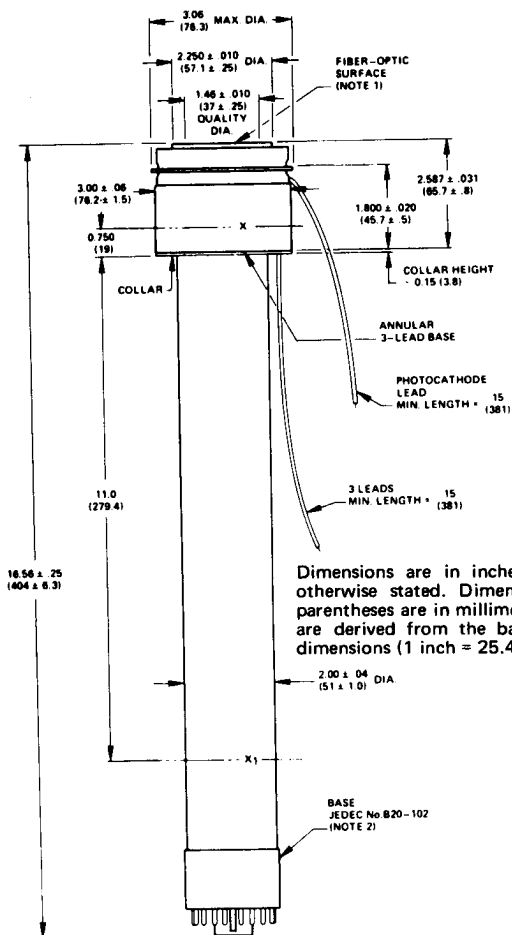 3.06 MAX. DIA.
(76.3)
2.250 ± .010 DIA.
(57.1 ± .25)
1.46 ± .010
(37 ± .25)
QUALITY
DIA.
FIBER-OPTIC
SURFACE
(NOTE 1)
2.587 ± .031
(65.7 ± .8)
1.800 ± .020
(45.7 ± .5)
3.00 ± .06
(76.2 ± 1.5)
X
0.750
(19)
COLLAR
COLLAR HEIGHT
~ 0.15 (3.8)
ANNULAR
3-LEAD BASE
PHOTOCATHODE
LEAD
MIN. LENGTH = 15
(381)
3 LEADS
MIN. LENGTH = 15
(381)
11.0
(279.4)
16.56 ± .25
(404 ± 6.3)
Dimensions are in inche
otherwise stated. Dimen
parentheses are in millime
are derived from the ba
dimensions (1 inch = 25.4
2.00 ± .04 DIA.
(51 ± 1.0)
X1
BASE
JEDEC No.B20-102
(NOTE 2)